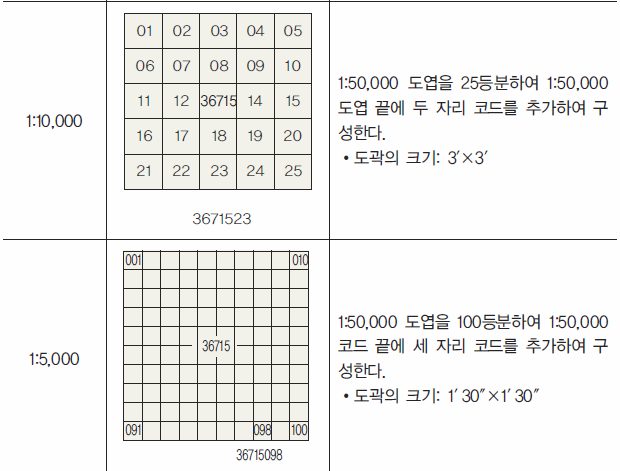 1:10,000
01 02 03 04 05
06 07 08 09 10
11 12 36715 14 15
16 17 18 19 20
21 22 23 24 25
3671523
1:50,000 도엽을 25등분하여 1:50,000
도엽 끝에 두 자리 코드를 추가하여 구
성한다.
• 도곽의 크기: 3′×3′
1:5,000
001 010
36715
091 098 100
36715098
1:50,000 도엽을 100등분하여 1:50,000
코드 끝에 세 자리 코드를 추가하여 구
성한다.
• 도곽의 크기: 1′ 30″×1′ 30″